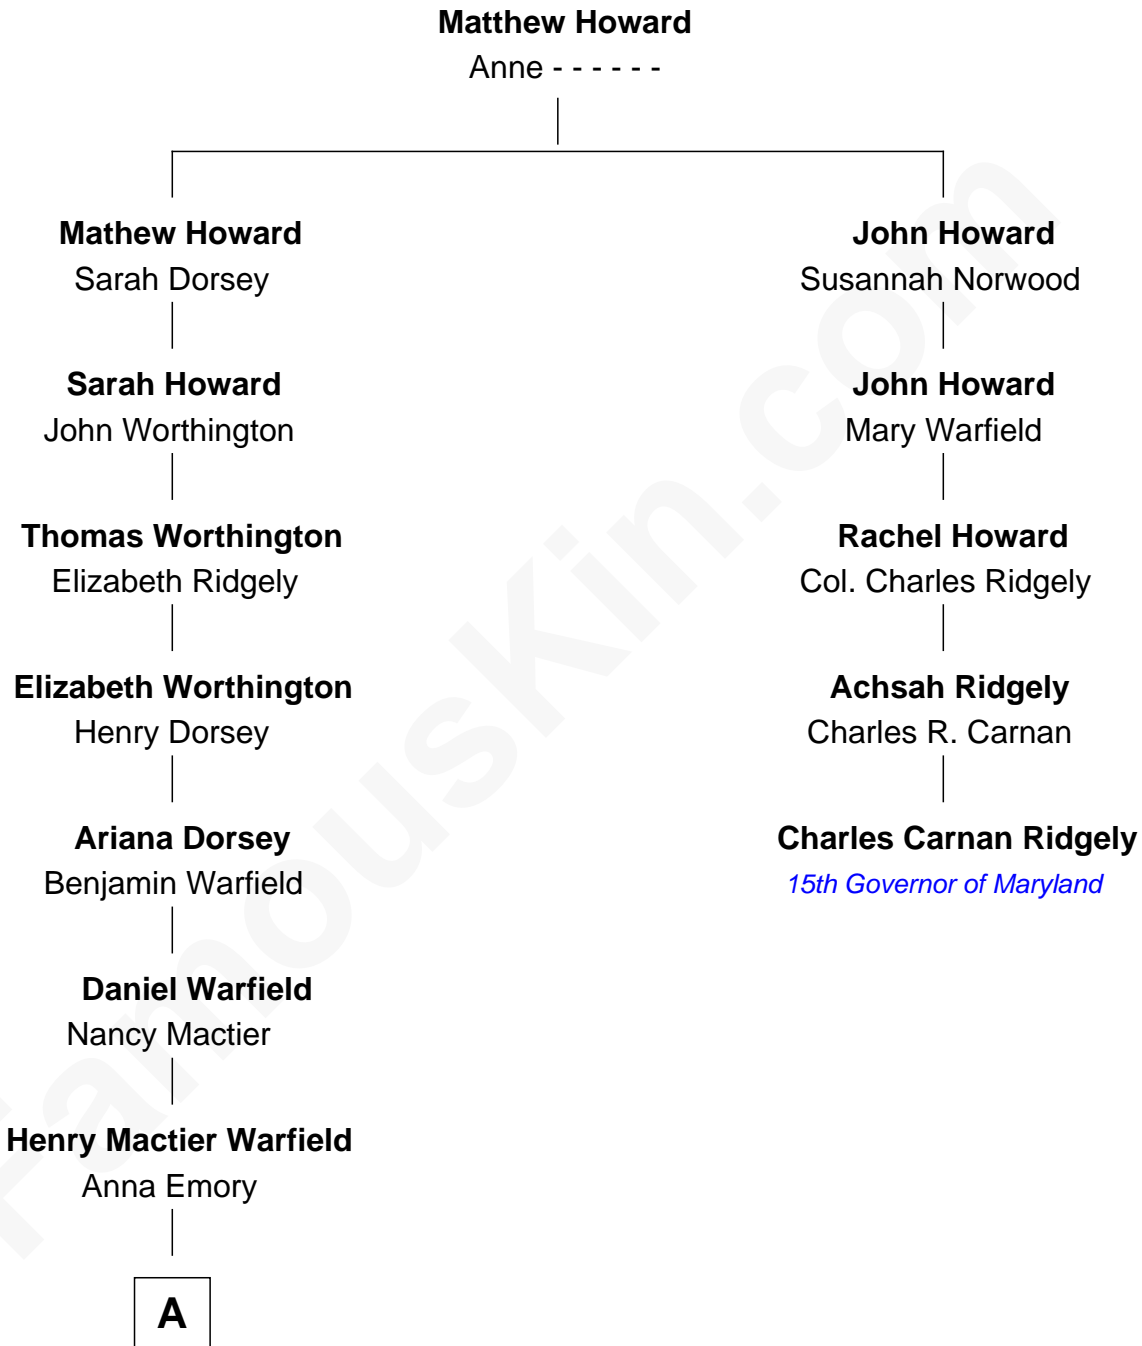 Matthew Howard
Anne - - - - - -
Mathew Howard
Sarah Dorsey
John Howard
Susannah Norwood
Sarah Howard
John Worthington
John Howard
Mary Warfield
Thomas Worthington
Elizabeth Ridgely
Rachel Howard
Col. Charles Ridgely
Elizabeth Worthington
Henry Dorsey
Achsah Ridgely
Charles R. Carnan
Ariana Dorsey
Benjamin Warfield
Charles Carnan Ridgely
15th Governor of Maryland
Daniel Warfield
Nancy Mactier
Henry Mactier Warfield
Anna Emory
A
FamousKin.com